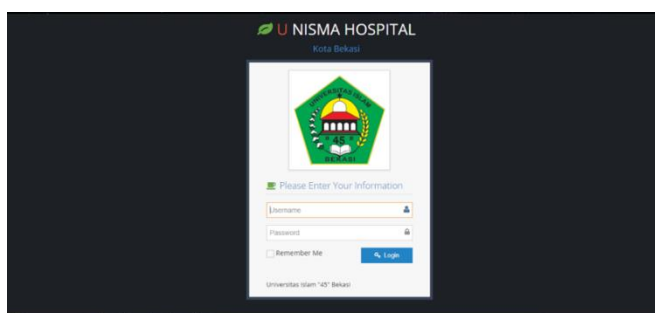 U NISMA HOSPITAL
Kota Bekasi
UNIVERSITAS ISLAM
"45"
BEKASI
Please Enter Your Information
Username
Password
Remember Me
Login
Universitas Islam "45" Bekasi